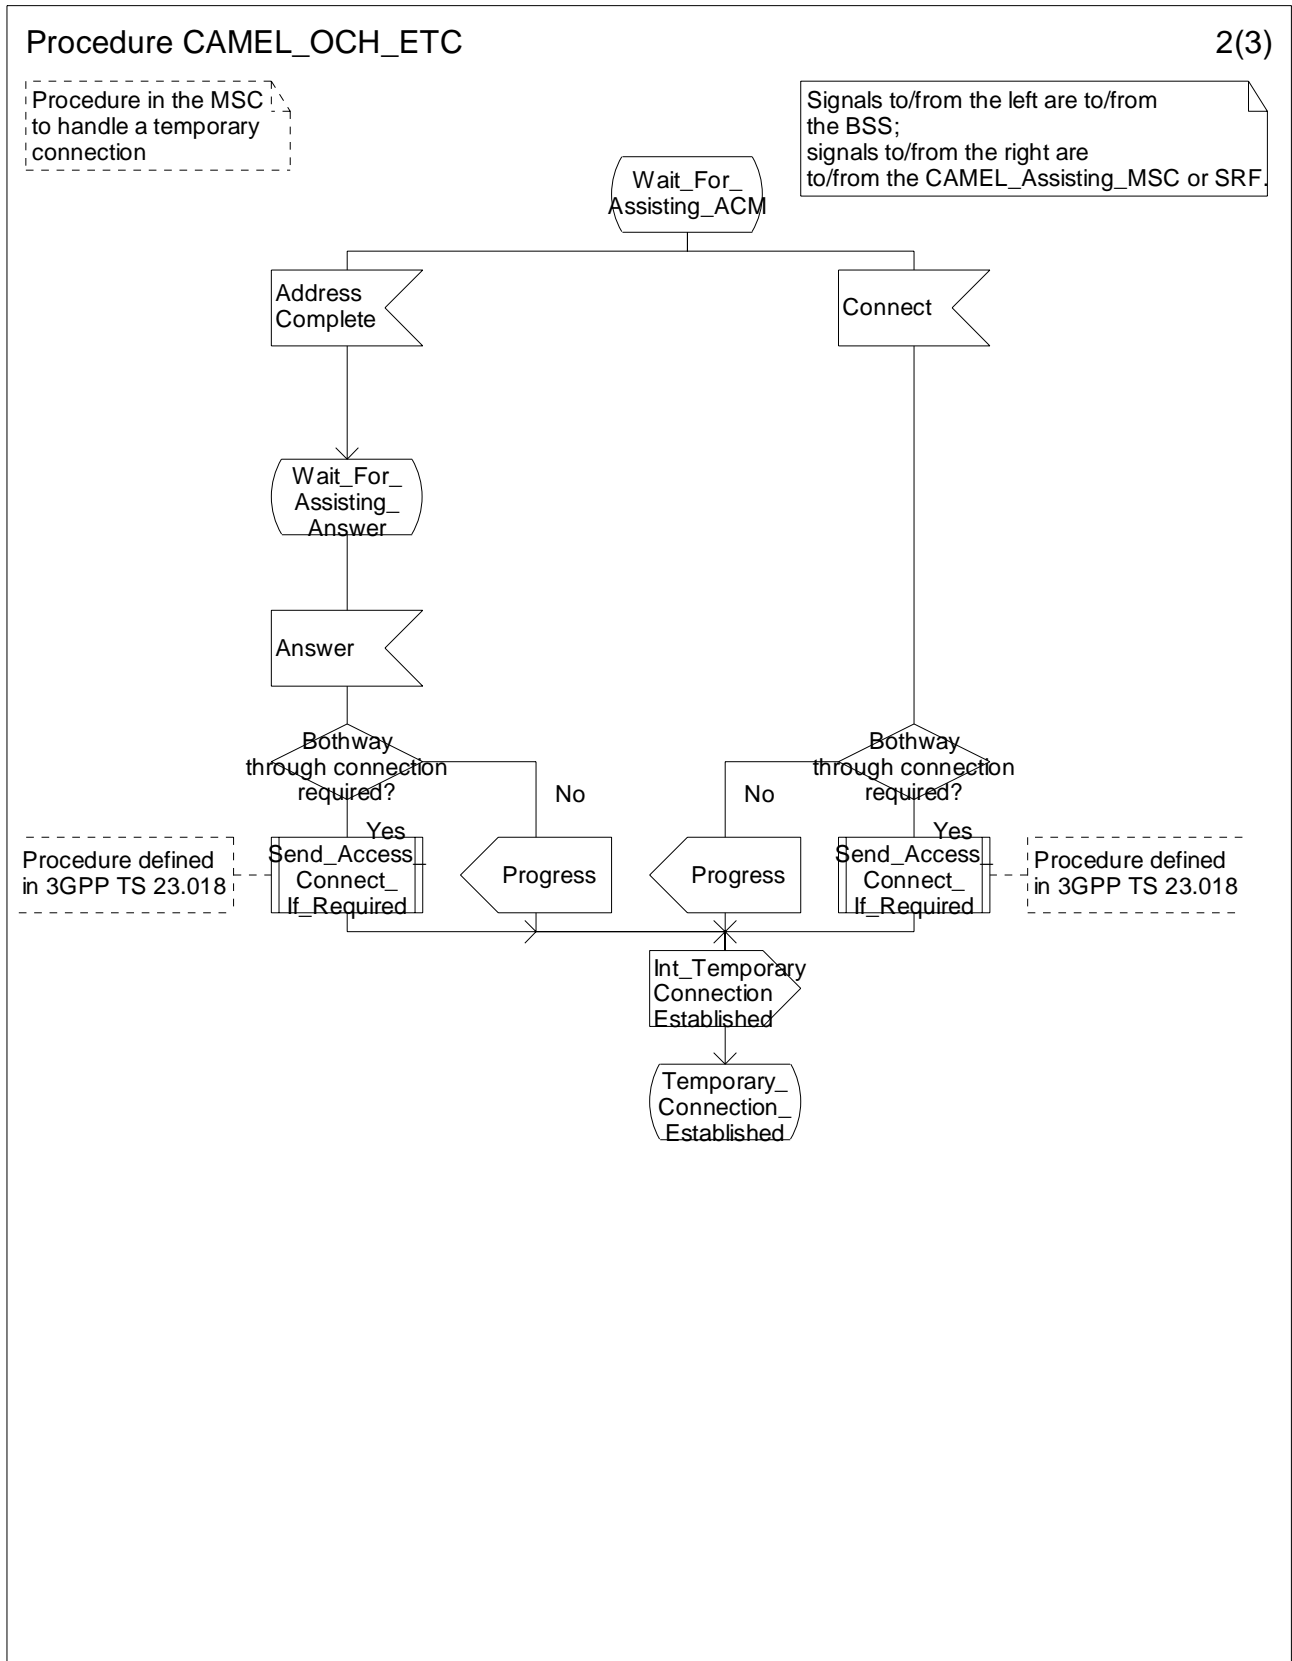 Procedure CAMEL_OCH_ETC
2(3)
Procedure in the MSC
to handle a temporary
connection
Signals to/from the left are to/from
the BSS;
signals to/from the right are
to/from the CAMEL_Assisting_MSC or SRF.
Wait_For_
Assisting_ACM
Address
Complete
Connect
Wait_For_
Assisting_
Answer
Answer
Bothway
through connection
required?
Bothway
through connection
required?
No
No
Yes
Yes
Procedure defined
in 3GPP TS 23.018
Send_Access_
Connect_
If_Required
Progress
Progress
Send_Access_
Connect_
If_Required
Procedure defined
in 3GPP TS 23.018
Int_Temporary
Connection
Established
Temporary_
Connection_
Established